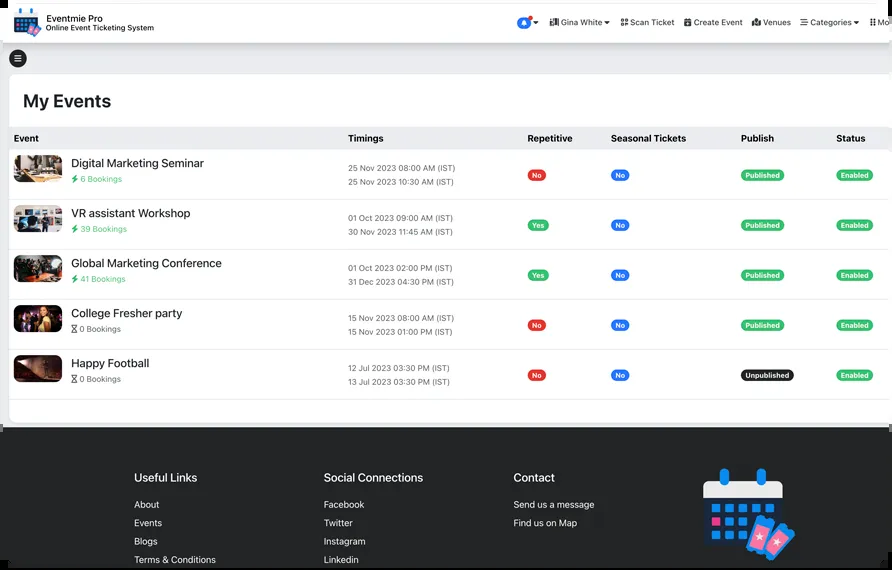 Eventmie Pro
Online Event Ticketing System
Gina White
Scan Ticket
Create Event
Venues
Categories
Mo
My Events
Event Timings Repetitive Seasonal Tickets Publish Status
Digital Marketing Seminar
6 Bookings
25 Nov 2023 08:00 AM (IST)
25 Nov 2023 10:30 AM (IST)
No No Published Enabled
VR assistant Workshop
39 Bookings
01 Oct 2023 09:00 AM (IST)
30 Nov 2023 11:45 AM (IST)
Yes No Published Enabled
Global Marketing Conference
41 Bookings
01 Oct 2023 02:00 PM (IST)
31 Dec 2023 04:30 PM (IST)
Yes No Published Enabled
College Fresher party
0 Bookings
15 Nov 2023 08:00 AM (IST)
15 Nov 2023 01:00 PM (IST)
No No Published Enabled
Happy Football
0 Bookings
12 Jul 2023 03:30 PM (IST)
13 Jul 2023 03:30 PM (IST)
No No Unpublished Enabled
Useful Links
About
Events
Blogs
Terms & Conditions
Social Connections
Facebook
Twitter
Instagram
Linkedin
Contact
Send us a message
Find us on Map